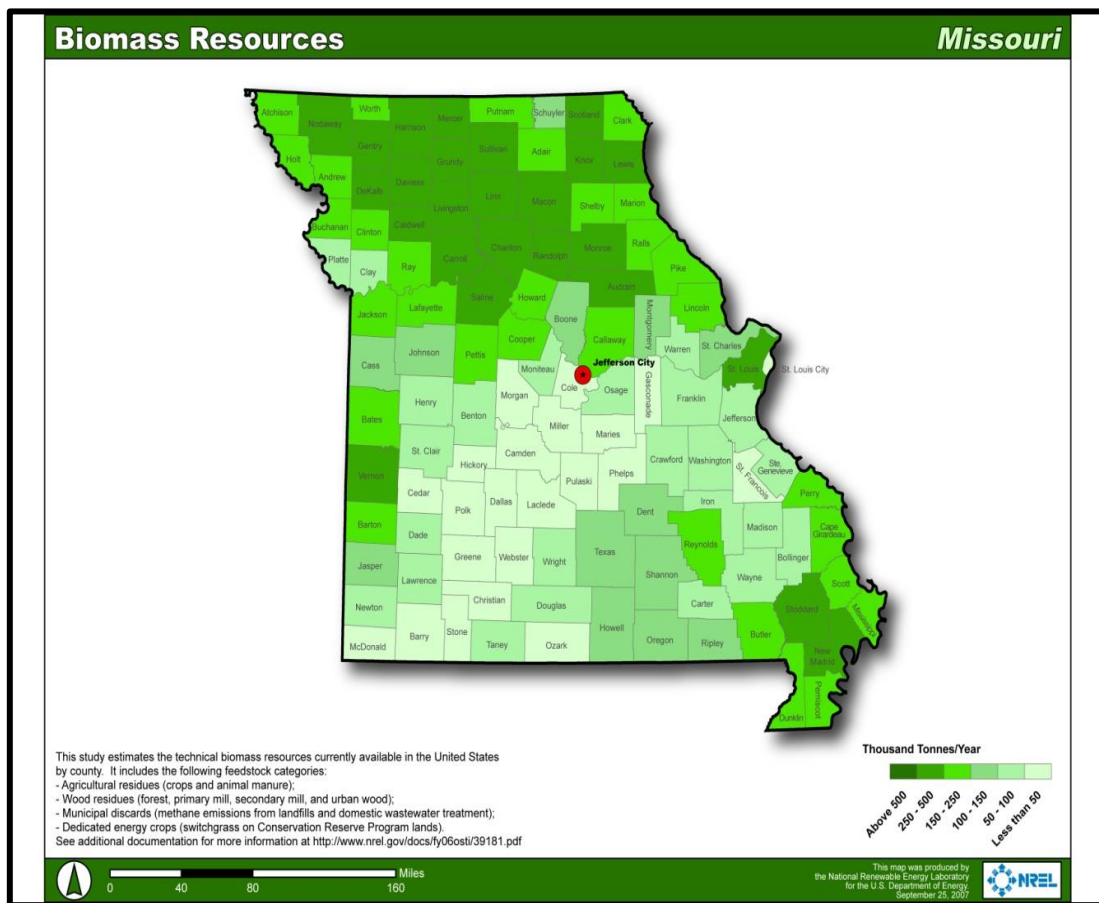 Biomass Resources
Missouri
Atchison
Nodaway
Worth
Harrison
Mercer
Putnam
Schuyler
Scotland
Clark
Holt
Gentry
Sullivan
Adair
Knox
Lewis
Andrew
DeKalb
Daviess
Grundy
Linn
Macon
Shelby
Marion
Livingston
Buchanan
Clinton
Caldwell
Chariton
Randolph
Monroe
Ralls
Platte
Clay
Ray
Carroll
Pike
Audrain
Saline
Howard
Jackson
Lafayette
Boone
Montgomery
Lincoln
Cooper
Callaway
Cass
Johnson
Pettis
Warren
St. Charles
Moniteau
Jefferson City
St. Louis
St. Louis City
Cole
Osage
Gasconade
Morgan
Franklin
Henry
Benton
Jefferson
Bates
Miller
Maries
St. Clair
Camden
Crawford
Washington
Ste,
Genevieve
Hickory
Phelps
St. Francois
Vernon
Pulaski
Cedar
Perry
Dallas
Laclede
Polk
Iron
Dent
Madison
Cape
Girardeau
Barton
Dade
Reynolds
Greene
Webster
Wright
Texas
Bollinger
Jasper
Shannon
Wayne
Lawrence
Scott
Christian
Carter
Stoddard
Mississippi
Newton
Douglas
Howell
Butler
Barry
Stone
Taney
Ozark
Oregon
Ripley
McDonald
New
Madrid
Pemiscot
Dunklin
This study estimates the technical biomass resources currently available in the United States
by county. It includes the following feedstock categories:
- Agricultural residues (crops and animal manure);
- Wood residues (forest, primary mill, secondary mill, and urban wood);
- Municipal discards (methane emissions from landfills and domestic wastewater treatment);
- Dedicated energy crops (switchgrass on Conservation Reserve Program lands).
See additional documentation for more information at http://www.nrel.gov/docs/fy06osti/39181.pdf
Thousand Tonnes/Year
Above 500
250 - 500
150 - 250
100 - 150
50 - 100
Less than 50
Miles
0 40 80 160
This map was produced by
the National Renewable Energy Laboratory
for the U.S. Department of Energy.
September 25, 2007
NREL